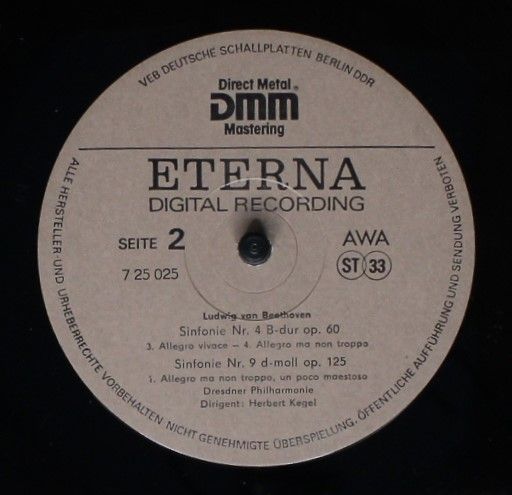 VEB DEUTSCHE SCHALLPLATTEN BERLIN DDR
Direct Metal
DMM®
Mastering
ETERNA
DIGITAL RECORDING
SEITE 2
AWA
7 25 025
ST 33
Ludwig van Beethoven
Sinfonie Nr. 4 B-dur op. 60
3. Allegro vivace – 4. Allegro ma non troppo
Sinfonie Nr. 9 d-moll op. 125
1. Allegro ma non troppo, un poco maestoso
Dresdner Philharmonie
Dirigent: Herbert Kegel
ALLE HERSTELLER-UND URHEBERRECHTE VORBEHALTEN NICHT GENEHMIGTE ÜBERSPIELUNG, ÖFFENTLICHE AUFFÜHRUNG UND SENDUNG VERBOTEN